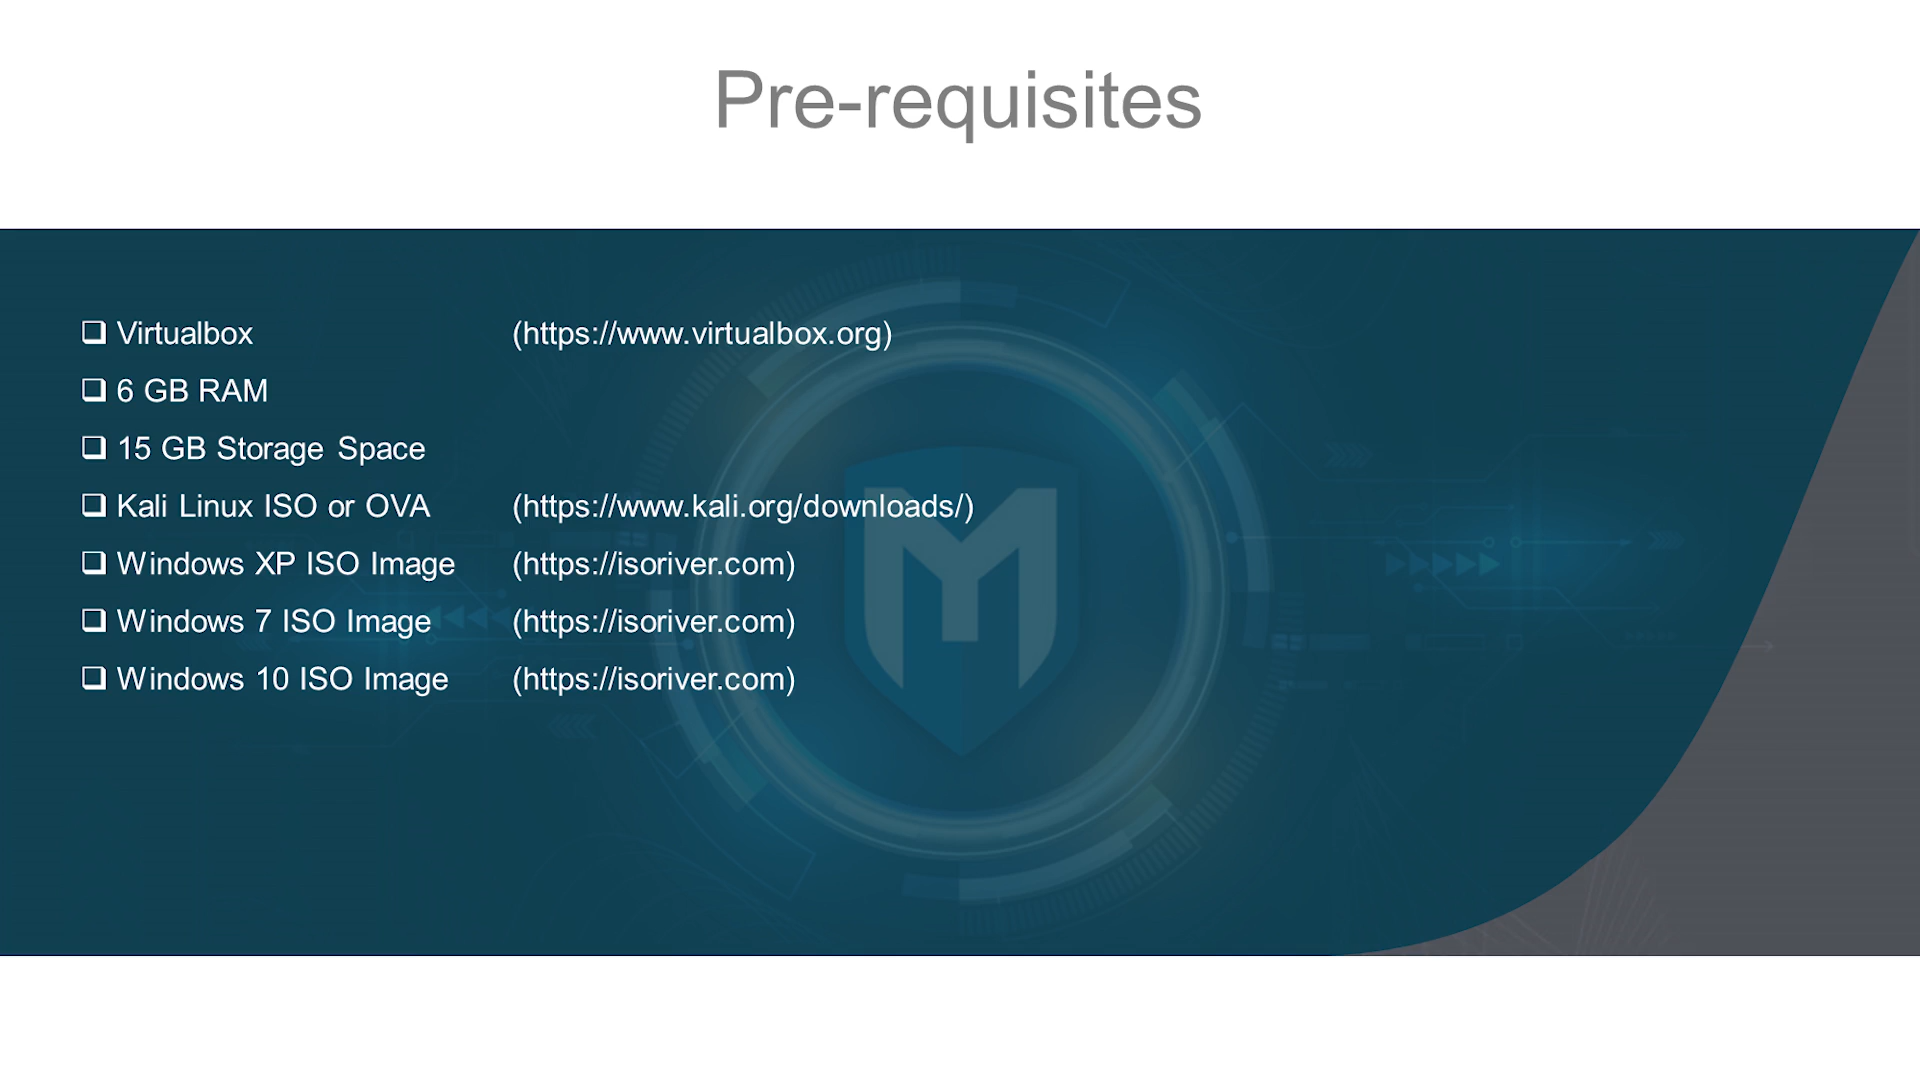 Pre-requisites
❑ Virtualbox (https://www.virtualbox.org)
❑ 6 GB RAM
❑ 15 GB Storage Space
❑ Kali Linux ISO or OVA (https://www.kali.org/downloads/)
❑ Windows XP ISO Image (https://isoriver.com)
❑ Windows 7 ISO Image (https://isoriver.com)
❑ Windows 10 ISO Image (https://isoriver.com)